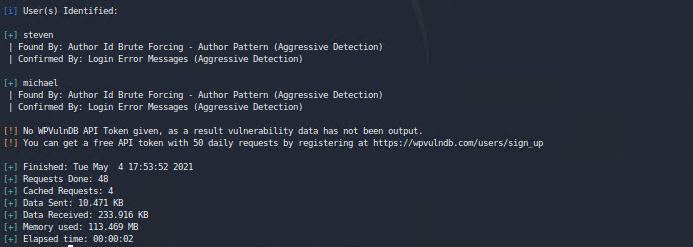 [i] User(s) Identified:
[+] steven
| Found By: Author Id Brute Forcing - Author Pattern (Aggressive Detection)
| Confirmed By: Login Error Messages (Aggressive Detection)
[+] michael
| Found By: Author Id Brute Forcing - Author Pattern (Aggressive Detection)
| Confirmed By: Login Error Messages (Aggressive Detection)
[!] No WPVulnDB API Token given, as a result vulnerability data has not been output.
[!] You can get a free API token with 50 daily requests by registering at https://wpvulndb.com/users/sign_up
[+] Finished: Tue May  4 17:53:52 2021
[+] Requests Done: 48
[+] Cached Requests: 4
[+] Data Sent: 10.471 KB
[+] Data Received: 233.916 KB
[+] Memory used: 113.469 MB
[+] Elapsed time: 00:00:02